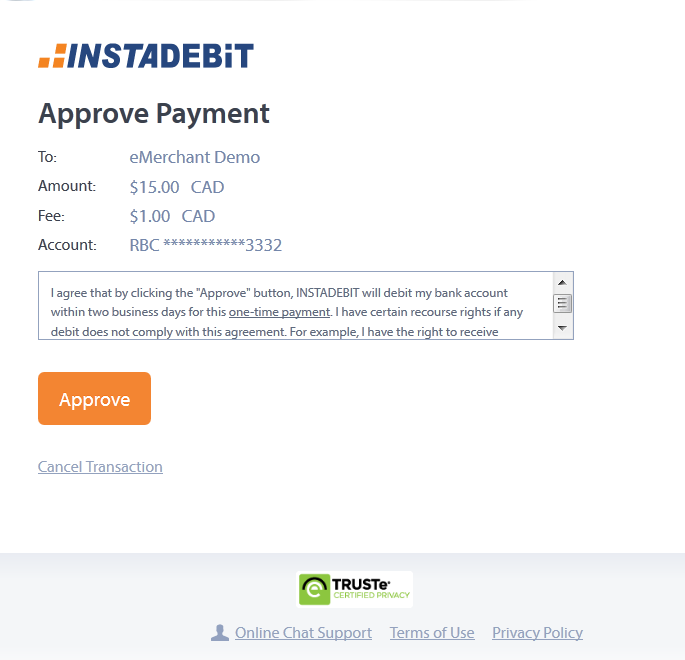 INSTADEBiT
Approve Payment
To: eMerchant Demo
Amount: $15.00 CAD
Fee: $1.00 CAD
Account: RBC ***********3332
I agree that by clicking the "Approve" button, INSTADEBIT will debit my bank account
within two business days for this one-time payment. I have certain recourse rights if any
debit does not comply with this agreement. For example, I have the right to receive
Approve
Cancel Transaction
TRUSTe
CERTIFIED PRIVACY
Online Chat Support Terms of Use Privacy Policy